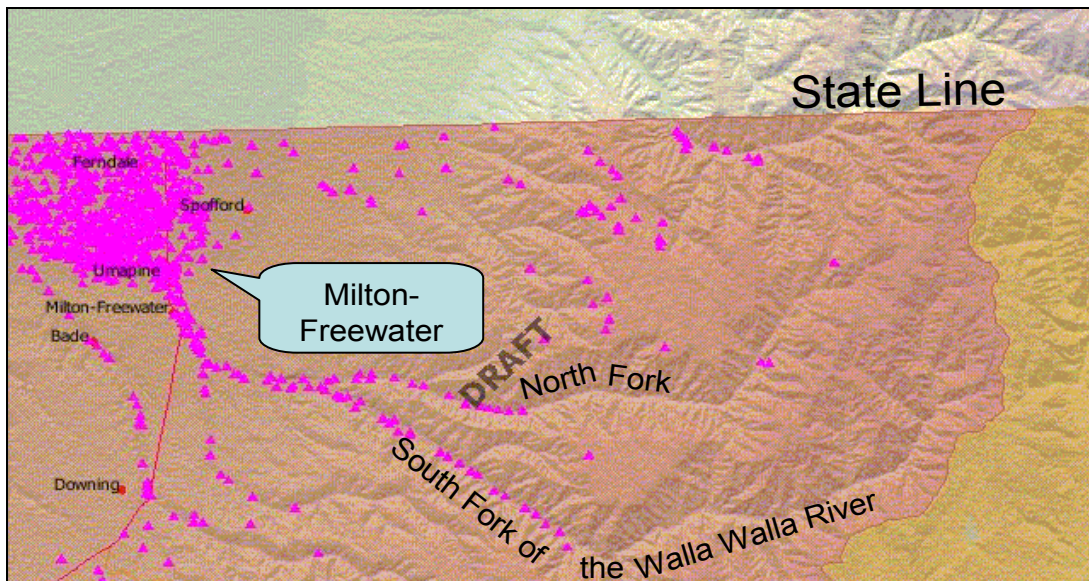 State Line
Ferndale
Spofford
Umapine
Milton-
Freewater
Milton-Freewater
Bade
DRAFT
North Fork
South Fork of the Walla Walla River
Downing